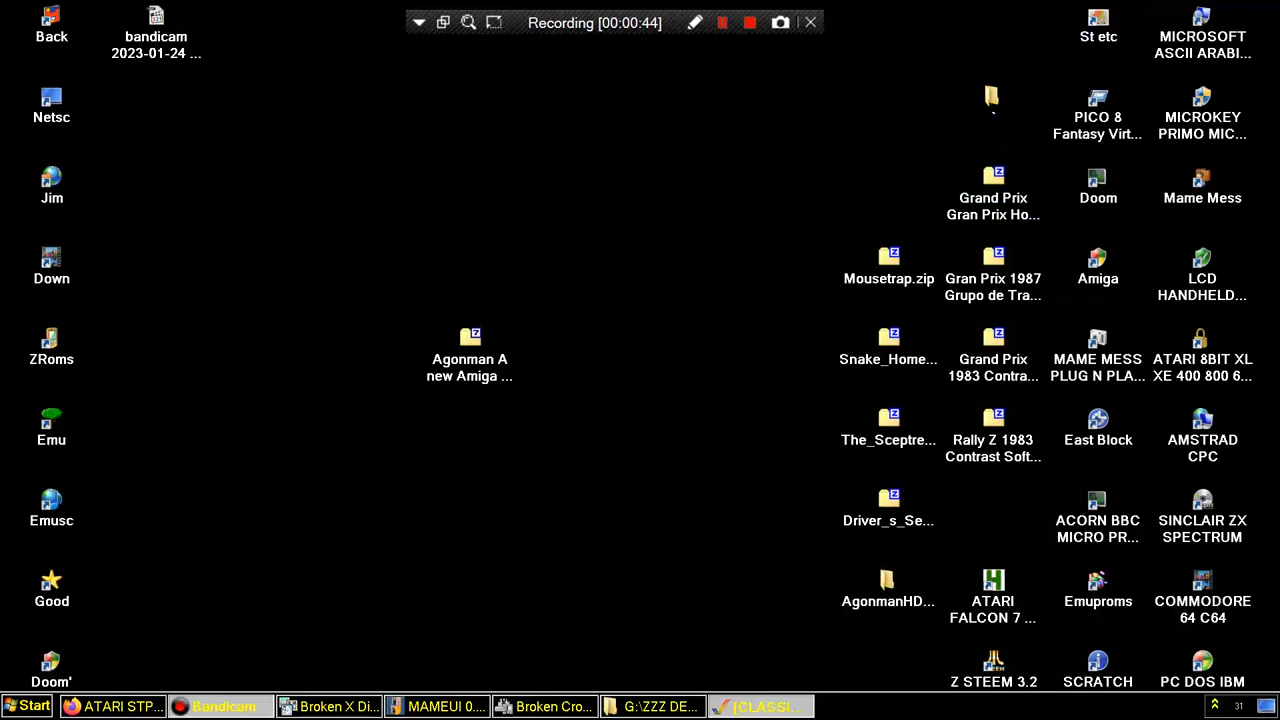 Recording [00:00:44]
Back
bandicam
2023-01-24 ...
St etc
MICROSOFT
ASCII ARABI...
Netsc
PICO 8
Fantasy Virt...
MICROKEY
PRIMO MIC...
Jim
Grand Prix
Gran Prix Ho...
Doom
Mame Mess
Down
Mousetrap.zip
Gran Prix 1987
Grupo de Tra...
Amiga
LCD
HANDHELD...
ZRoms
Agonman A
new Amiga ...
Snake_Home...
Grand Prix
1983 Contra...
MAME MESS
PLUG N PLA...
ATARI 8BIT XL
XE 400 800 6...
Emu
The_Sceptre...
Rally Z 1983
Contrast Soft...
East Block
AMSTRAD
CPC
Emusc
Driver_s_Se...
ACORN BBC
MICRO PR...
SINCLAIR ZX
SPECTRUM
Good
AgonmanHD...
ATARI
FALCON 7 ...
Emuproms
COMMODORE
64 C64
Doom'
Z STEEM 3.2
SCRATCH
PC DOS IBM
Start
ATARI STP...
Bandicam
Broken X Di...
MAMEUI 0....
Broken Cro...
G:\ZZZ DE...
[CLASSI...
31